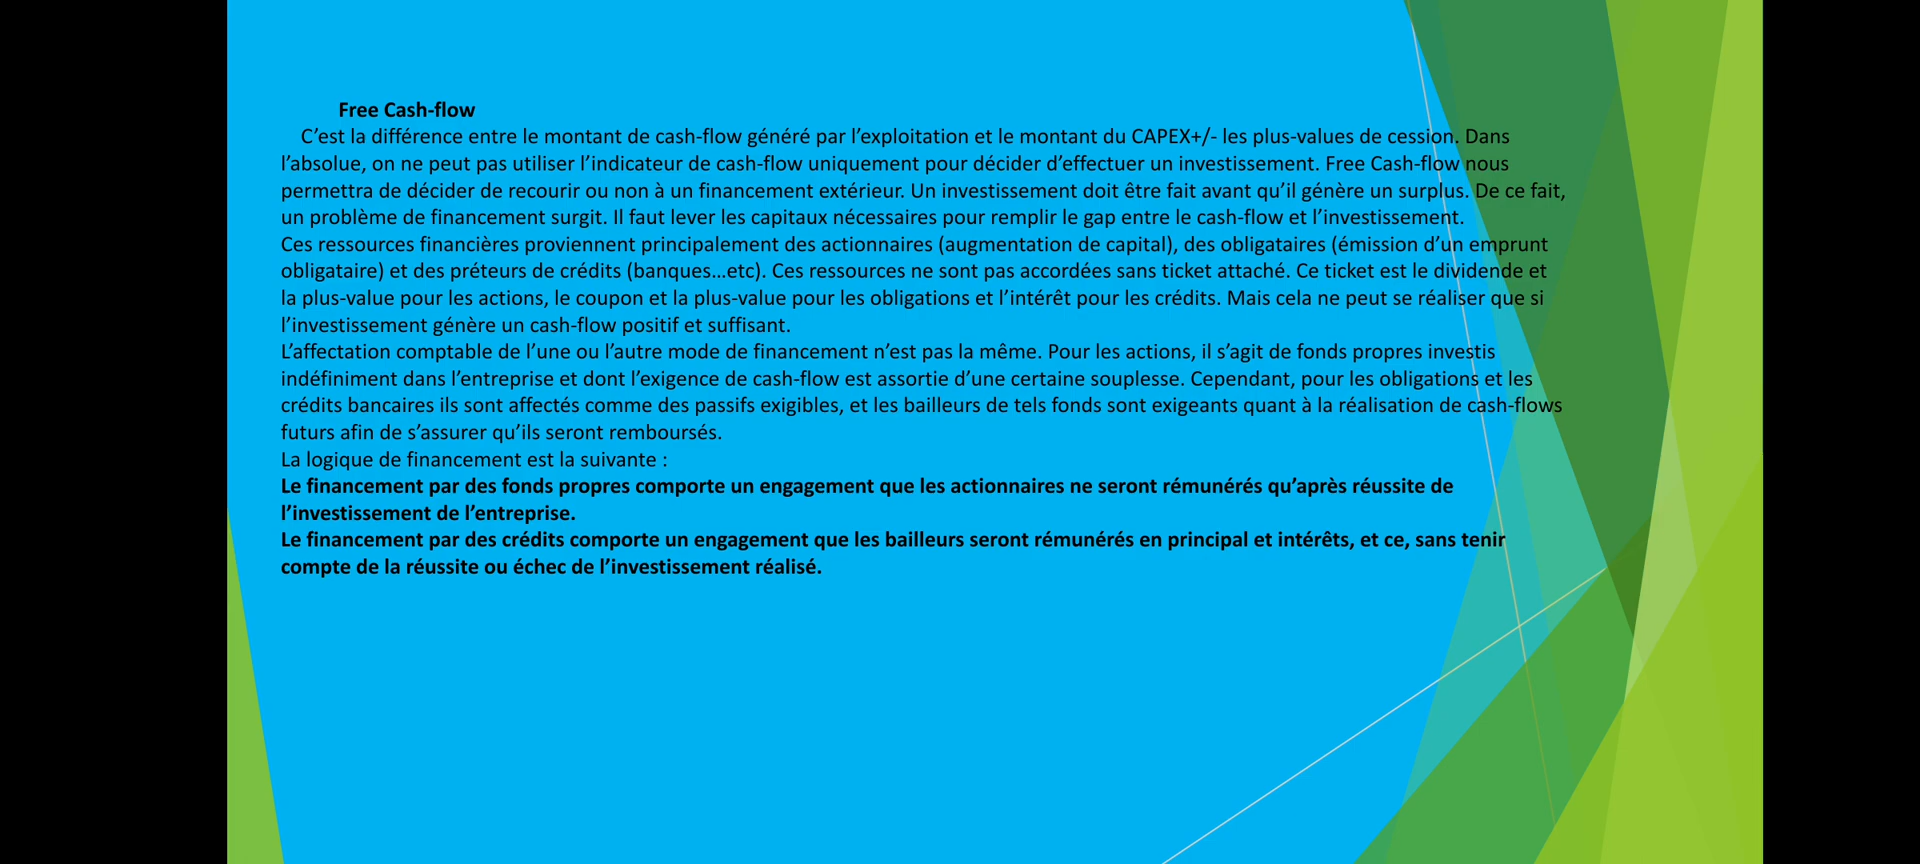 Free Cash-flow
C’est la différence entre le montant de cash-flow généré par l’exploitation et le montant du CAPEX+/- les plus-values de cession. Dans
l’absolue, on ne peut pas utiliser l’indicateur de cash-flow uniquement pour décider d’effectuer un investissement. Free Cash-flow nous
permettra de décider de recourir ou non à un financement extérieur. Un investissement doit être fait avant qu’il génère un surplus. De ce fait,
un problème de financement surgit. Il faut lever les capitaux nécessaires pour remplir le gap entre le cash-flow et l’investissement.
Ces ressources financières proviennent principalement des actionnaires (augmentation de capital), des obligataires (émission d’un emprunt
obligataire) et des préteurs de crédits (banques…etc). Ces ressources ne sont pas accordées sans ticket attaché. Ce ticket est le dividende et
la plus-value pour les actions, le coupon et la plus-value pour les obligations et l’intérêt pour les crédits. Mais cela ne peut se réaliser que si
l’investissement génère un cash-flow positif et suffisant.
L’affectation comptable de l’une ou l’autre mode de financement n’est pas la même. Pour les actions, il s’agit de fonds propres investis
indéfiniment dans l’entreprise et dont l’exigence de cash-flow est assortie d’une certaine souplesse. Cependant, pour les obligations et les
crédits bancaires ils sont affectés comme des passifs exigibles, et les bailleurs de tels fonds sont exigeants quant à la réalisation de cash-flows
futurs afin de s’assurer qu’ils seront remboursés.
La logique de financement est la suivante :
Le financement par des fonds propres comporte un engagement que les actionnaires ne seront rémunérés qu’après réussite de
l’investissement de l’entreprise.
Le financement par des crédits comporte un engagement que les bailleurs seront rémunérés en principal et intérêts, et ce, sans tenir
compte de la réussite ou échec de l’investissement réalisé.